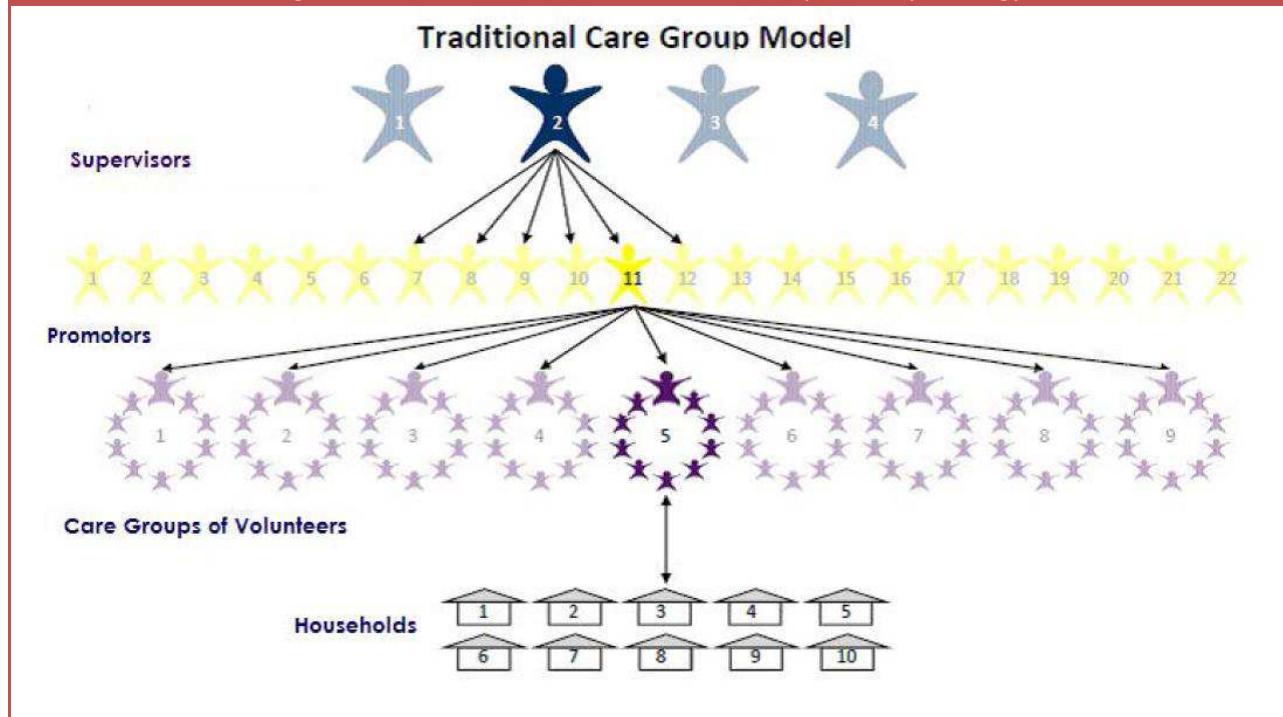 Traditional Care Group Model
1 2 3 4
Supervisors
1 2 3 4 5 6 7 8 9 10 11 12 13 14 15 16 17 18 19 20 21 22
Promotors
1 2 3 4 5 6 7 8 9
Care Groups of Volunteers
1 2 3 4 5
Households
6 7 8 9 10